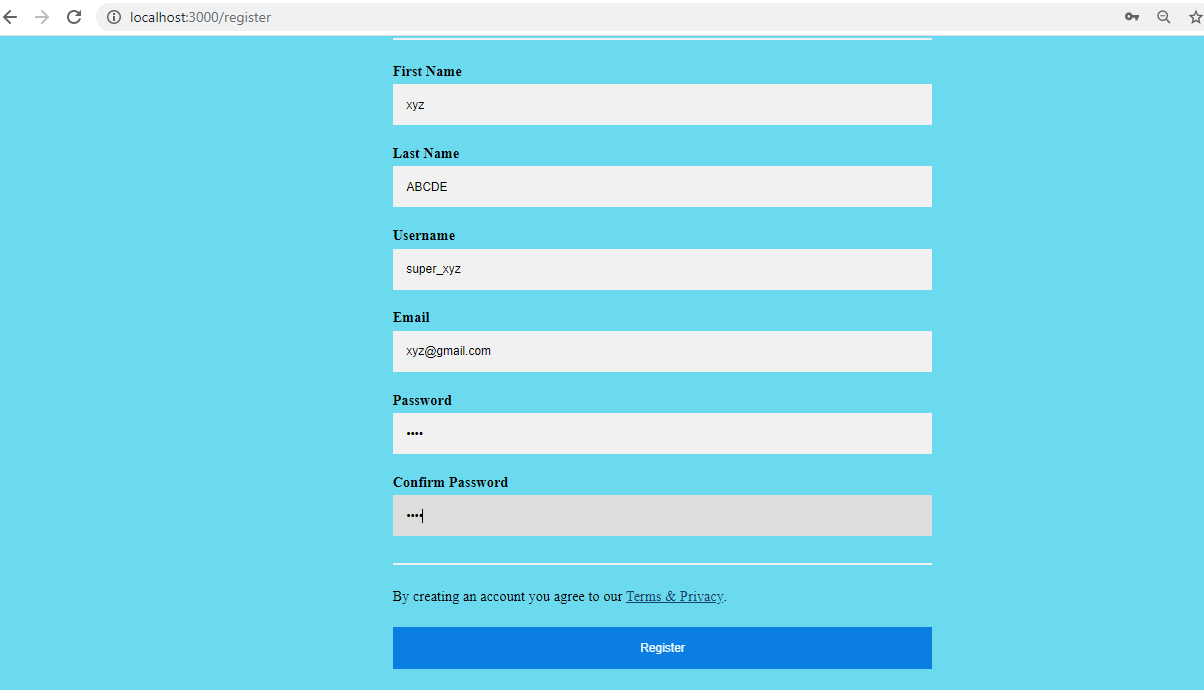 localhost:3000/register
First Name
xyz
Last Name
ABCDE
Username
super_xyz
Email
xyz@gmail.com
Password
••••
Confirm Password
••••
By creating an account you agree to our Terms & Privacy.
Register